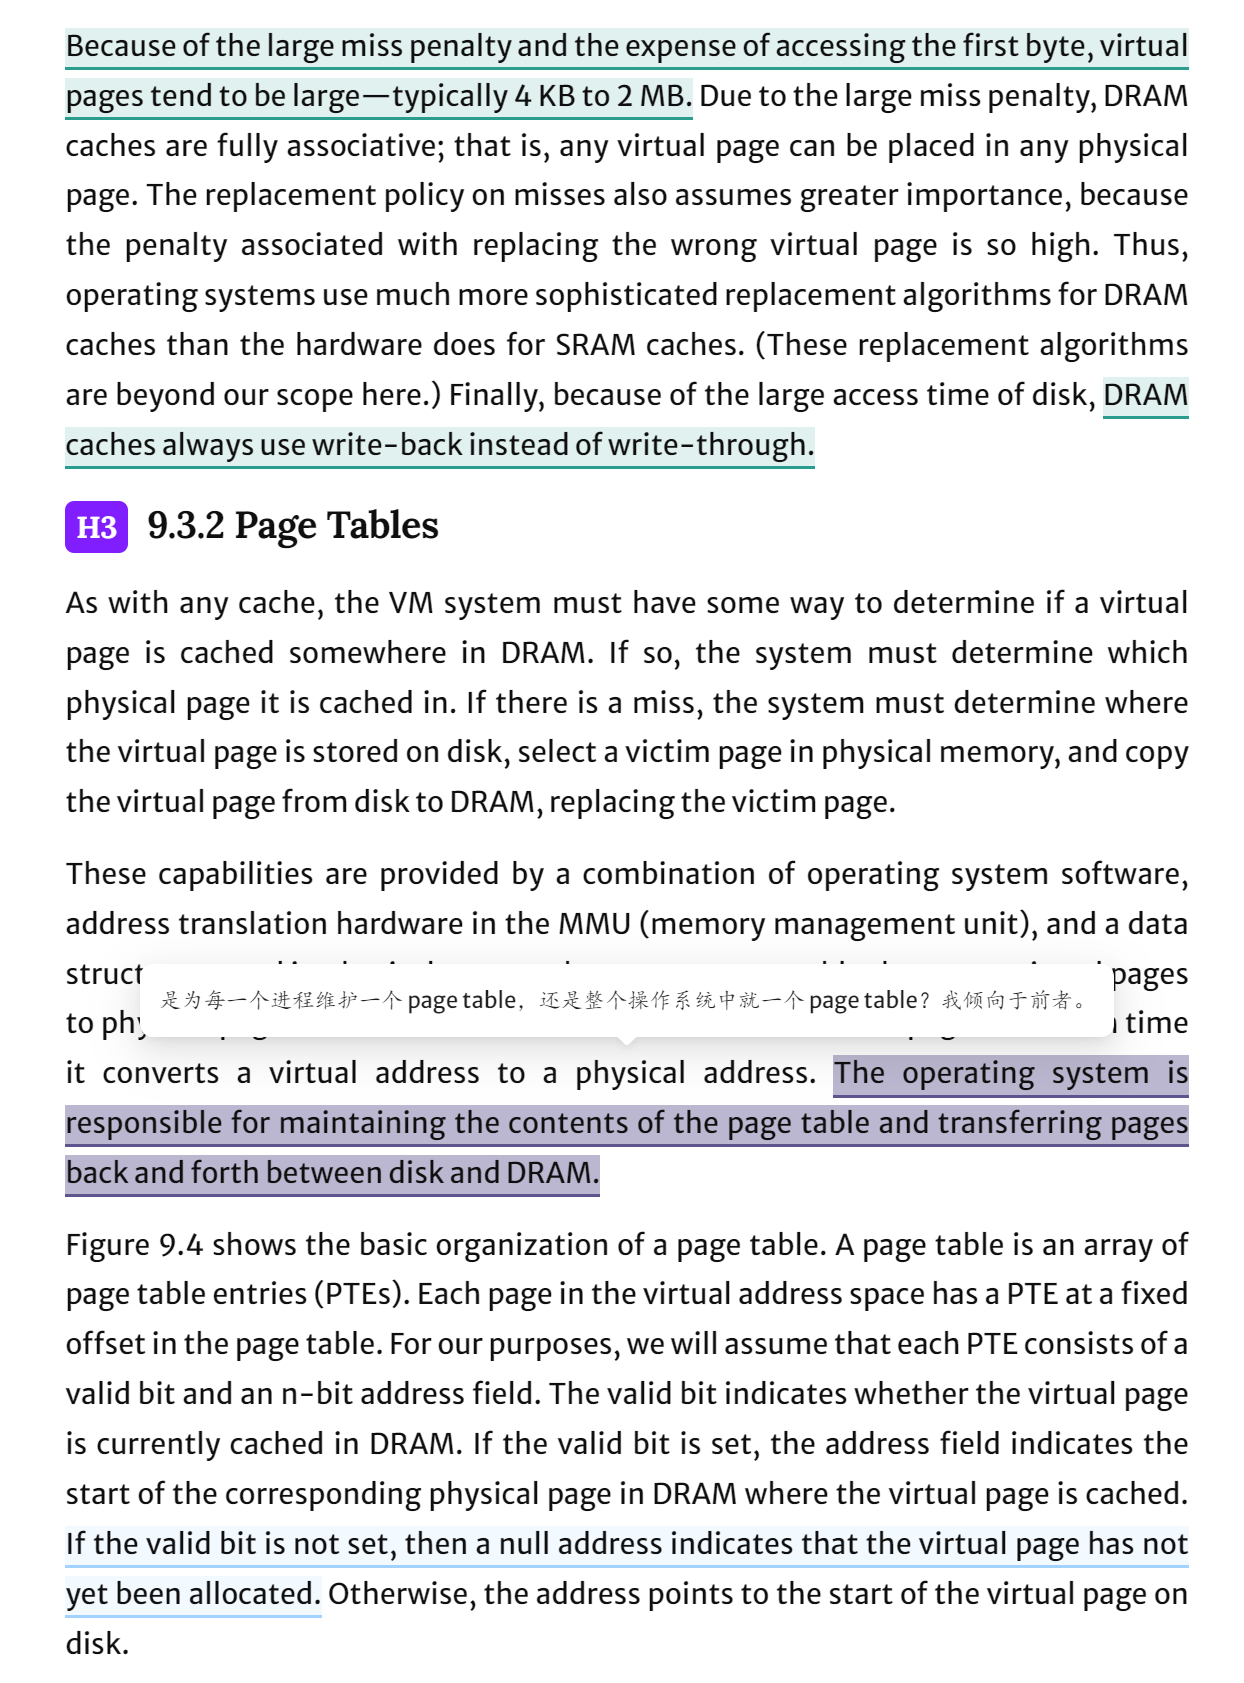 Because of the large miss penalty and the expense of accessing the first byte, virtual
pages tend to be large—typically 4 KB to 2 MB. Due to the large miss penalty, DRAM
caches are fully associative; that is, any virtual page can be placed in any physical
page. The replacement policy on misses also assumes greater importance, because
the penalty associated with replacing the wrong virtual page is so high. Thus,
operating systems use much more sophisticated replacement algorithms for DRAM
caches than the hardware does for SRAM caches. (These replacement algorithms
are beyond our scope here.) Finally, because of the large access time of disk, DRAM
caches always use write-back instead of write-through.
H3 9.3.2 Page Tables
As with any cache, the VM system must have some way to determine if a virtual
page is cached somewhere in DRAM. If so, the system must determine which
physical page it is cached in. If there is a miss, the system must determine where
the virtual page is stored on disk, select a victim page in physical memory, and copy
the virtual page from disk to DRAM, replacing the victim page.
These capabilities are provided by a combination of operating system software,
address translation hardware in the MMU (memory management unit), and a data
pages
是为每一个进程维护一个 page table，还是整个操作系统中就一个 page table？我倾向于前者。
to time
it converts a virtual address to a physical address. The operating system is
responsible for maintaining the contents of the page table and transferring pages
back and forth between disk and DRAM.
Figure 9.4 shows the basic organization of a page table. A page table is an array of
page table entries (PTEs). Each page in the virtual address space has a PTE at a fixed
offset in the page table. For our purposes, we will assume that each PTE consists of a
valid bit and an n-bit address field. The valid bit indicates whether the virtual page
is currently cached in DRAM. If the valid bit is set, the address field indicates the
start of the corresponding physical page in DRAM where the virtual page is cached.
If the valid bit is not set, then a null address indicates that the virtual page has not
yet been allocated. Otherwise, the address points to the start of the virtual page on
disk.